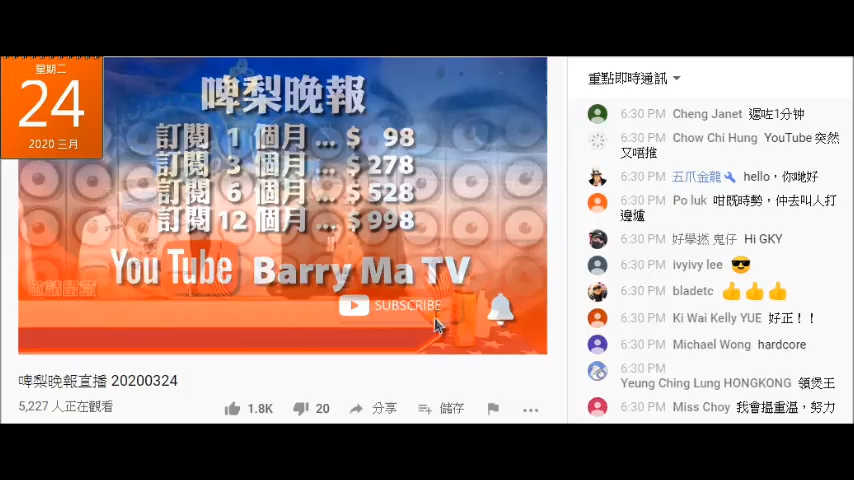 星期二
24
2020 三月
啤梨晚報
訂閱 1 個月 ... $ 98
訂閱 3 個月 ... $ 278
訂閱 6 個月 ... $ 528
訂閱 12 個月 ... $ 998
YouTube Barry Ma TV
SUBSCRIBE
啤梨晚報直播 20200324
5,227 人正在觀看
1.8K
20
分享
儲存
重點即時通訊
6:30 PM Cheng Janet 遲咗1分钟
6:30 PM Chow Chi Hung YouTube 突然
又唔推
6:30 PM 五爪金龍 hello，你哋好
6:30 PM Po luk 咁既時勢，仲去叫人打
邊爐
6:30 PM 好學撚 鬼仔 Hi GKY
6:30 PM ivyivy lee 😎
6:30 PM bladetc 👍👍👍
6:30 PM Ki Wai Kelly YUE 好正！！
6:30 PM Michael Wong hardcore
6:30 PM
Yeung Ching Lung HONGKONG 領煲王
6:30 PM Miss Choy 我會搵重溫，努力